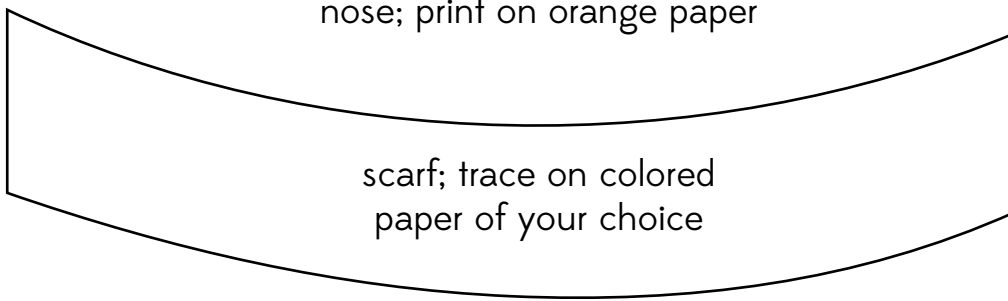 nose; print on orange paper
scarf; trace on colored
paper of your choice